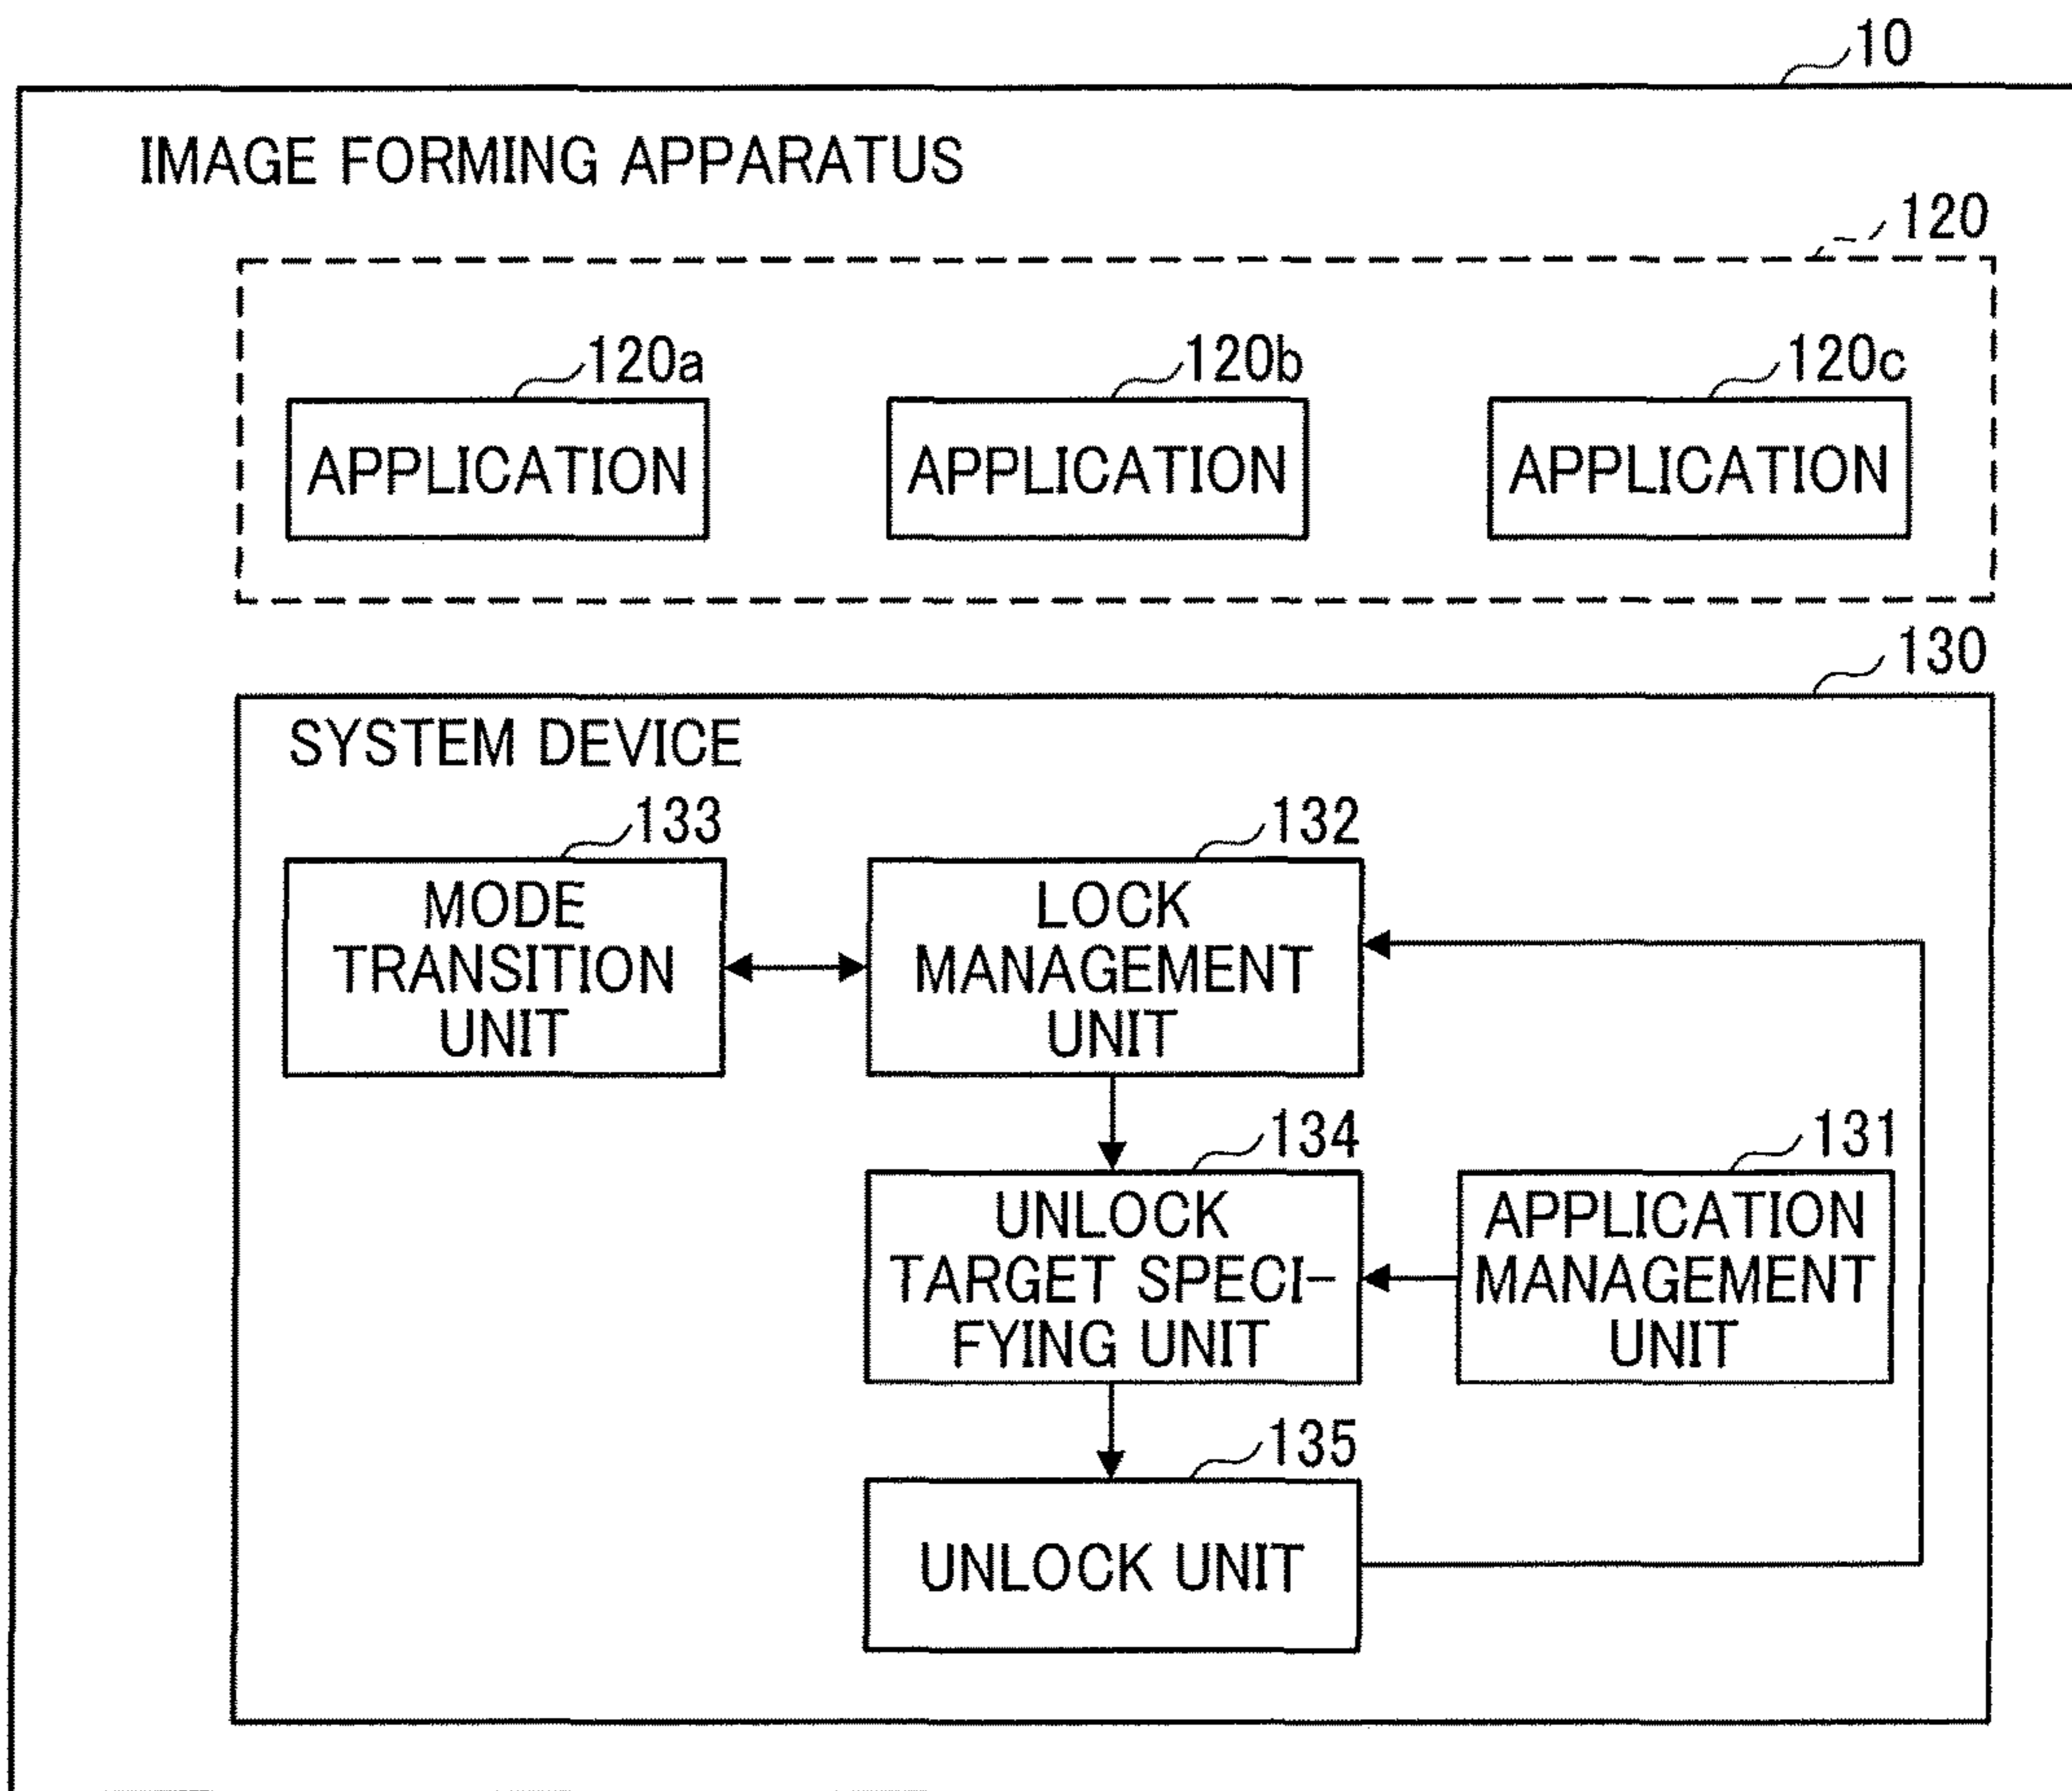 10
IMAGE FORMING APPARATUS
120
120a
120b
120c
APPLICATION
APPLICATION
APPLICATION
130
SYSTEM DEVICE
133
132
MODE
TRANSITION
UNIT
LOCK
MANAGEMENT
UNIT
134
131
UNLOCK
TARGET SPECI-
FYING UNIT
APPLICATION
MANAGEMENT
UNIT
135
UNLOCK UNIT